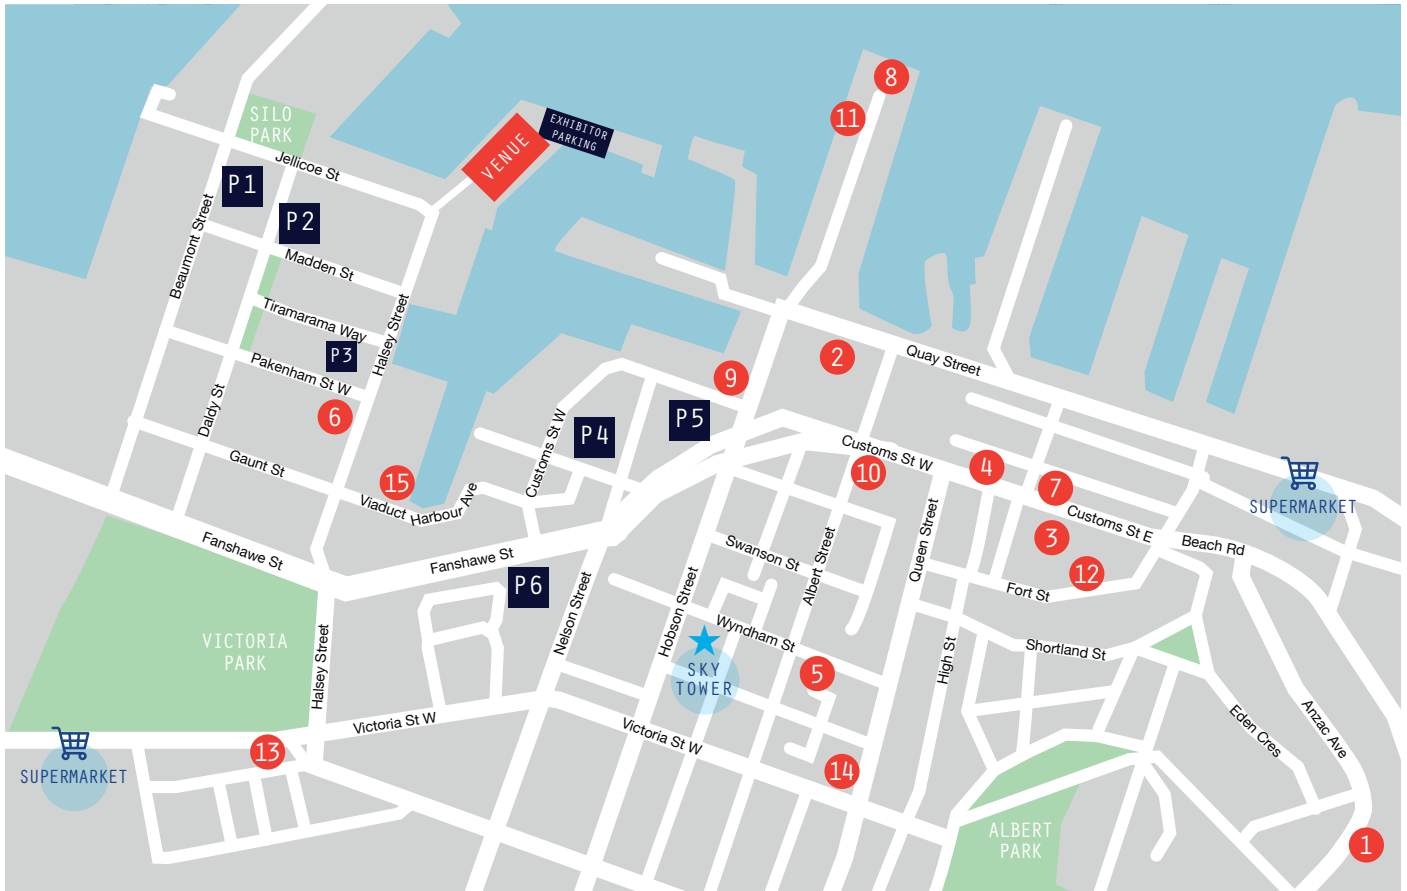 8
11
EXHIBITOR
PARKING
SILO
PARK
VENUE
Jellicoe St
P1
P2
Beaumont Street
Madden St
Tiramarama Way
Halsey Street
P3
Pakenham St W
2
Quay Street
9
6
Daldy St
P5
P4
Customs St W
Customs St W
Gaunt St
10
4
15
7
SUPERMARKET
Viaduct Harbour Ave
Customs St E
3
Beach Rd
Fanshawe St
Fanshawe St
Swanson St
Albert Street
Queen Street
12
P6
Fort St
Nelson Street
Hobson Street
Wyndham St
VICTORIA
PARK
Halsey Street
High St
Shortland St
SKY
TOWER
5
Victoria St W
Victoria St W
Eden Cres
Anzac Ave
13
SUPERMARKET
14
ALBERT
PARK
1